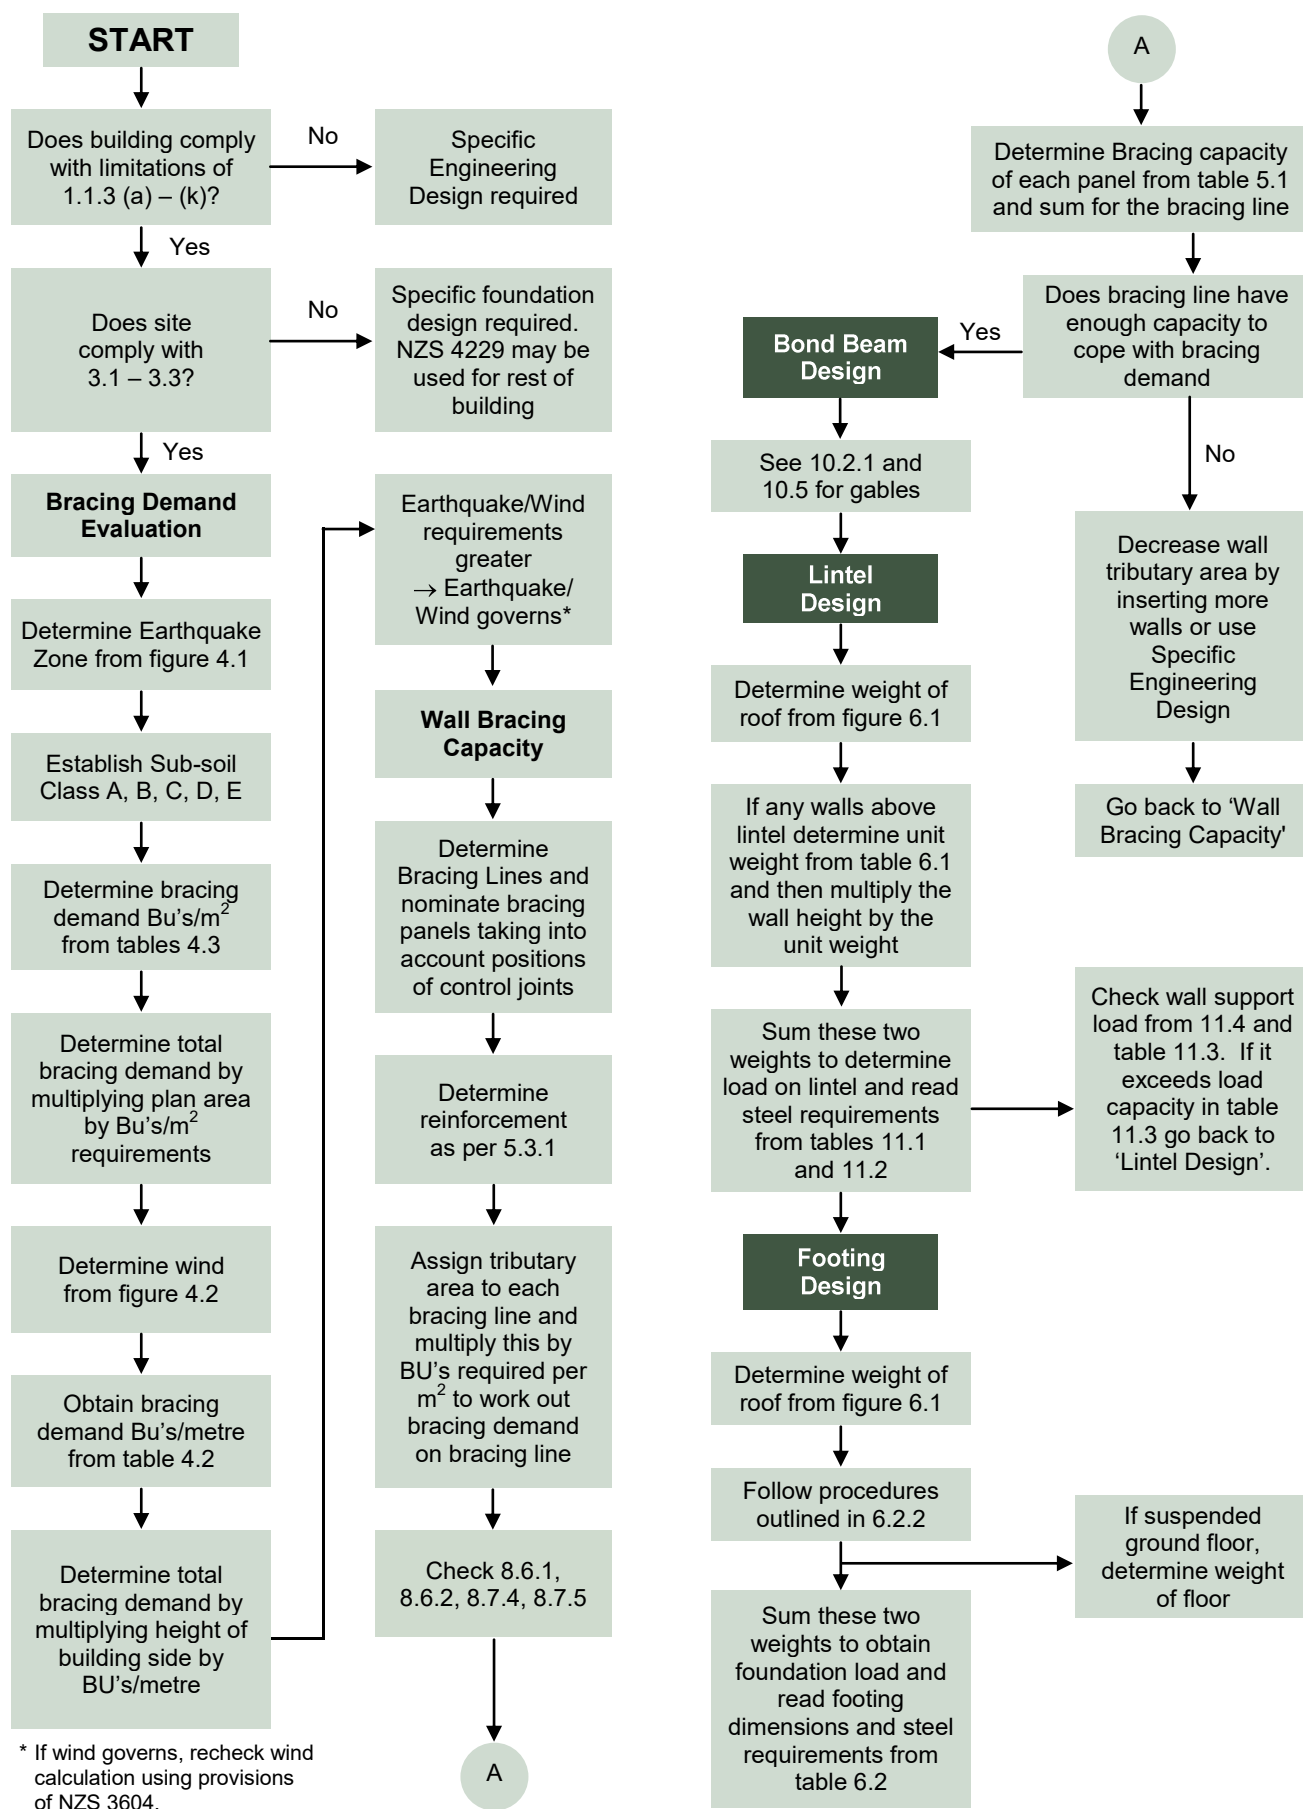 START
Does building comply
with limitations of
1.1.3 (a) – (k)?
No
Specific
Engineering
Design required
Yes
Does site
comply with
3.1 – 3.3?
No
Specific foundation
design required.
NZS 4229 may be
used for rest of
building
Yes
Bracing Demand
Evaluation
Determine Earthquake
Zone from figure 4.1
Establish Sub-soil
Class A, B, C, D, E
Determine bracing
demand Bu's/m²
from tables 4.3
Determine total
bracing demand by
multiplying plan area
by Bu's/m²
requirements
Determine wind
from figure 4.2
Obtain bracing
demand Bu's/metre
from table 4.2
Determine total
bracing demand by
multiplying height of
building side by
BU's/metre
* If wind governs, recheck wind
calculation using provisions
of NZS 3604.
Earthquake/Wind
requirements
greater
→ Earthquake/
Wind governs*
Wall Bracing
Capacity
Determine
Bracing Lines and
nominate bracing
panels taking into
account positions
of control joints
Determine
reinforcement
as per 5.3.1
Assign tributary
area to each
bracing line and
multiply this by
BU's required per
m² to work out
bracing demand
on bracing line
Check 8.6.1,
8.6.2, 8.7.4, 8.7.5
A
A
Determine Bracing capacity
of each panel from table 5.1
and sum for the bracing line
Does bracing line have
enough capacity to
cope with bracing
demand
Yes
No
Decrease wall
tributary area by
inserting more
walls or use
Specific
Engineering
Design
Go back to 'Wall
Bracing Capacity'
Bond Beam
Design
See 10.2.1 and
10.5 for gables
Lintel
Design
Determine weight of
roof from figure 6.1
If any walls above
lintel determine unit
weight from table 6.1
and then multiply the
wall height by the
unit weight
Sum these two
weights to determine
load on lintel and read
steel requirements
from tables 11.1
and 11.2
Check wall support
load from 11.4 and
table 11.3. If it
exceeds load
capacity in table
11.3 go back to
'Lintel Design'.
Footing
Design
Determine weight of
roof from figure 6.1
Follow procedures
outlined in 6.2.2
If suspended
ground floor,
determine weight
of floor
Sum these two
weights to obtain
foundation load and
read footing
dimensions and steel
requirements from
table 6.2